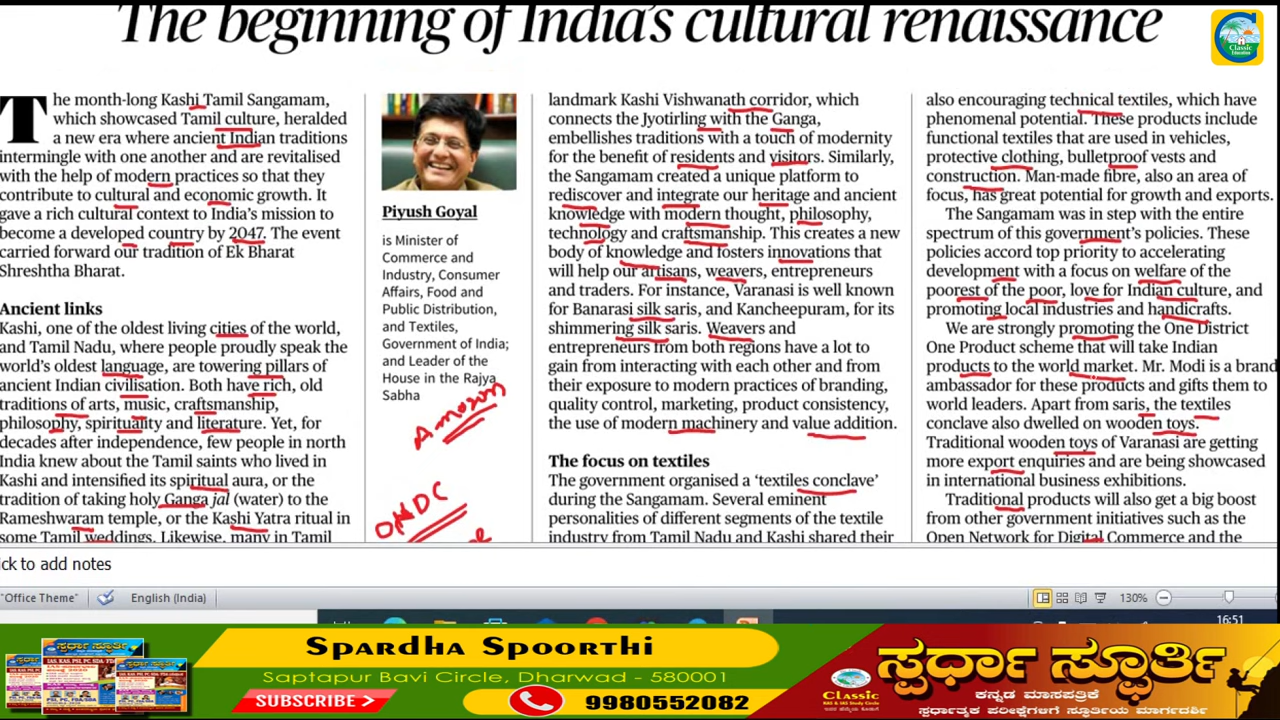 The beginning of India's cultural renaissance
Classic
Education
The month-long Kashi Tamil Sangamam,
which showcased Tamil culture, heralded
a new era where ancient Indian traditions
intermingle with one another and are revitalised
with the help of modern practices so that they
contribute to cultural and economic growth. It
gave a rich cultural context to India's mission to
become a developed country by 2047. The event
carried forward our tradition of Ek Bharat
Shreshtha Bharat.
Ancient links
Kashi, one of the oldest living cities of the world,
and Tamil Nadu, where people proudly speak the
world's oldest language, are towering pillars of
ancient Indian civilisation. Both have rich, old
traditions of arts, music, craftsmanship,
philosophy, spirituality and literature. Yet, for
decades after independence, few people in north
India knew about the Tamil saints who lived in
Kashi and intensified its spiritual aura, or the
tradition of taking holy Ganga jal (water) to the
Rameshwaram temple, or the Kashi Yatra ritual in
some Tamil weddings. Likewise, many in Tamil
Piyush Goyal
is Minister of
Commerce and
Industry, Consumer
Affairs, Food and
Public Distribution,
and Textiles,
Government of India;
and Leader of the
House in the Rajya
Sabha
Amazon
ONDC
landmark Kashi Vishwanath corridor, which
connects the Jyotirling with the Ganga,
embellishes traditions with a touch of modernity
for the benefit of residents and visitors. Similarly,
the Sangamam created a unique platform to
rediscover and integrate our heritage and ancient
knowledge with modern thought, philosophy,
technology and craftsmanship. This creates a new
body of knowledge and fosters innovations that
will help our artisans, weavers, entrepreneurs
and traders. For instance, Varanasi is well known
for Banarasi silk saris, and Kancheepuram, for its
shimmering silk saris. Weavers and
entrepreneurs from both regions have a lot to
gain from interacting with each other and from
their exposure to modern practices of branding,
quality control, marketing, product consistency,
the use of modern machinery and value addition.
The focus on textiles
The government organised a 'textiles conclave'
during the Sangamam. Several eminent
personalities of different segments of the textile
industry from Tamil Nadu and Kashi shared their
also encouraging technical textiles, which have
phenomenal potential. These products include
functional textiles that are used in vehicles,
protective clothing, bulletproof vests and
construction. Man-made fibre, also an area of
focus, has great potential for growth and exports.
The Sangamam was in step with the entire
spectrum of this government's policies. These
policies accord top priority to accelerating
development with a focus on welfare of the
poorest of the poor, love for Indian culture, and
promoting local industries and handicrafts.
We are strongly promoting the One District
One Product scheme that will take Indian
products to the world market. Mr. Modi is a brand
ambassador for these products and gifts them to
world leaders. Apart from saris, the textiles
conclave also dwelled on wooden toys.
Traditional wooden toys of Varanasi are getting
more export enquiries and are being showcased
in international business exhibitions.
Traditional products will also get a big boost
from other government initiatives such as the
Open Network for Digital Commerce and the
ck to add notes
"Office Theme"
English (India)
130%
16:51
Spardha Spoorthi
Saptapur Bavi Circle, Dharwad - 580001
SUBSCRIBE
9980552082
ಸ್ಪರ್ಧಾ ಸ್ಫೂರ್ತಿ
ಕನ್ನಡ ಮಾಸಪತ್ರಿಕೆ
ಸ್ಪರ್ಧಾತ್ಮಕ ಪರೀಕ್ಷೆಗಳಿಗೆ ಸ್ಫೂರ್ತಿಯ ಮಾರ್ಗದರ್ಶಿ
Classic